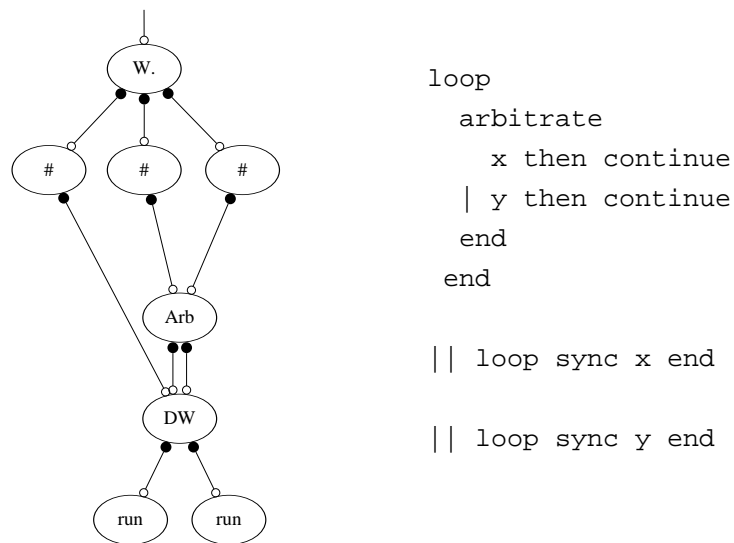 W.
# # #
Arb
DW
run run
loop
arbitrate
x then continue
| y then continue
end
end
|| loop sync x end
|| loop sync y end